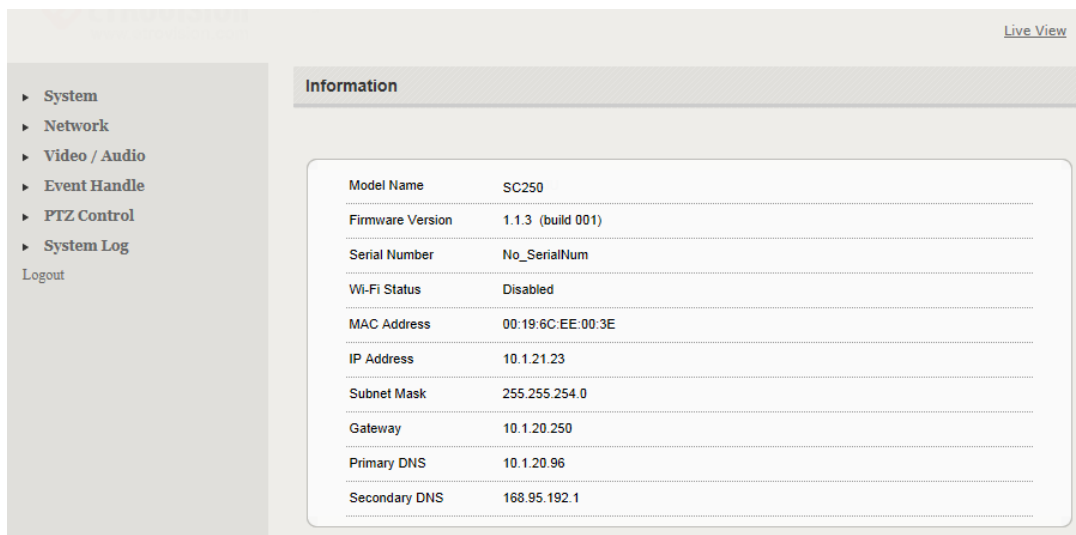 Live View
System
Network
Video / Audio
Event Handle
PTZ Control
System Log
Logout
Information
Model Name SC250
Firmware Version 1.1.3 (build 001)
Serial Number No_SerialNum
Wi-Fi Status Disabled
MAC Address 00:19:6C:EE:00:3E
IP Address 10.1.21.23
Subnet Mask 255.255.254.0
Gateway 10.1.20.250
Primary DNS 10.1.20.96
Secondary DNS 168.95.192.1